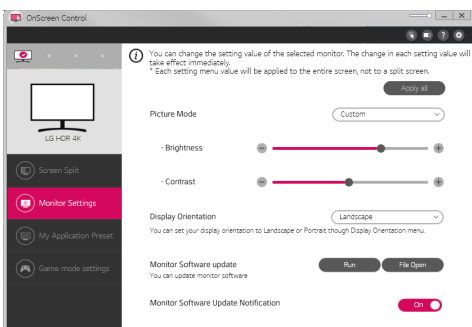 OnScreen Control
You can change the setting value of the selected monitor. The change in each setting value will
take effect immediately.
* Each setting menu value will be applied to the entire screen, not to a split screen.
Apply all
LG HDR 4K
Picture Mode
Custom
- Brightness
- Contrast
Screen Split
Monitor Settings
My Application Preset
Game mode settings
Display Orientation
Landscape
You can set your display orientation to Landscape or Portrait though Display Orientation menu.
Monitor Software update
Run
File Open
You can update monitor software
Monitor Software Update Notification
On